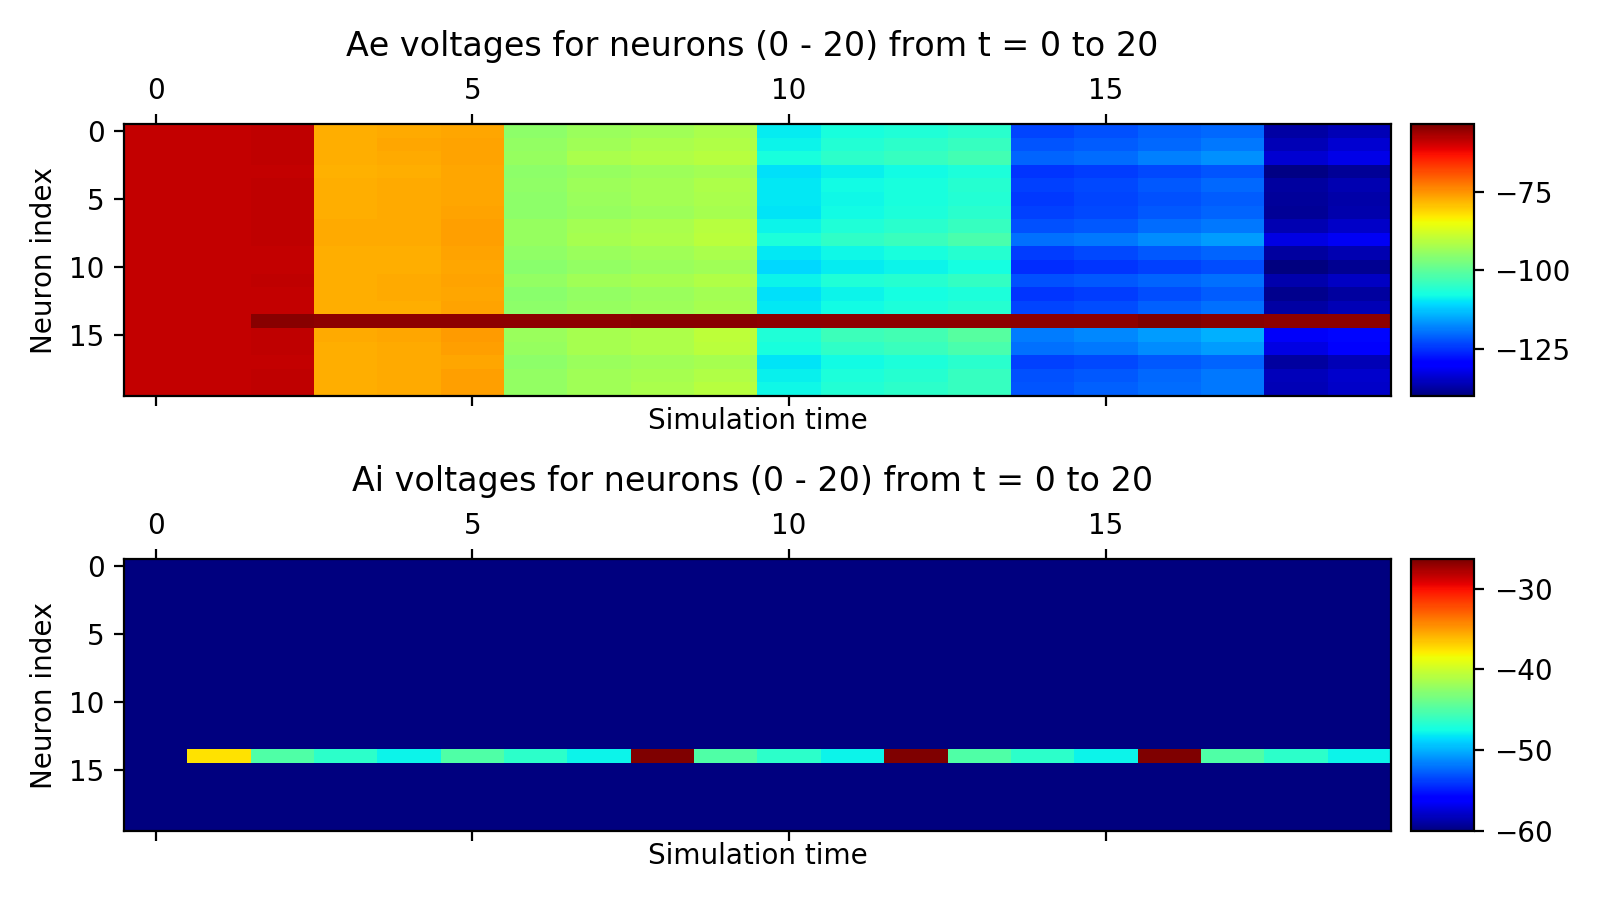 Ae voltages for neurons (0 - 20) from t = 0 to 20
0 5 10 15
Neuron index
0
5
10
15
−75
−100
−125
Simulation time
Ai voltages for neurons (0 - 20) from t = 0 to 20
0 5 10 15
Neuron index
0
5
10
15
−30
−40
−50
−60
Simulation time